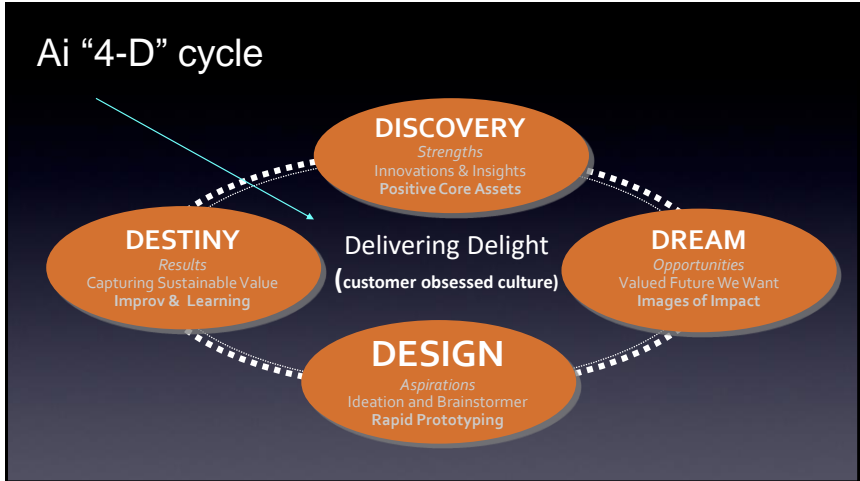 Ai “4-D” cycle
DISCOVERY
Strengths
Innovations & Insights
Positive Core Assets
DESTINY
Results
Capturing Sustainable Value
Improv & Learning
Delivering Delight
(customer obsessed culture)
DREAM
Opportunities
Valued Future We Want
Images of Impact
DESIGN
Aspirations
Ideation and Brainstormer
Rapid Prototyping